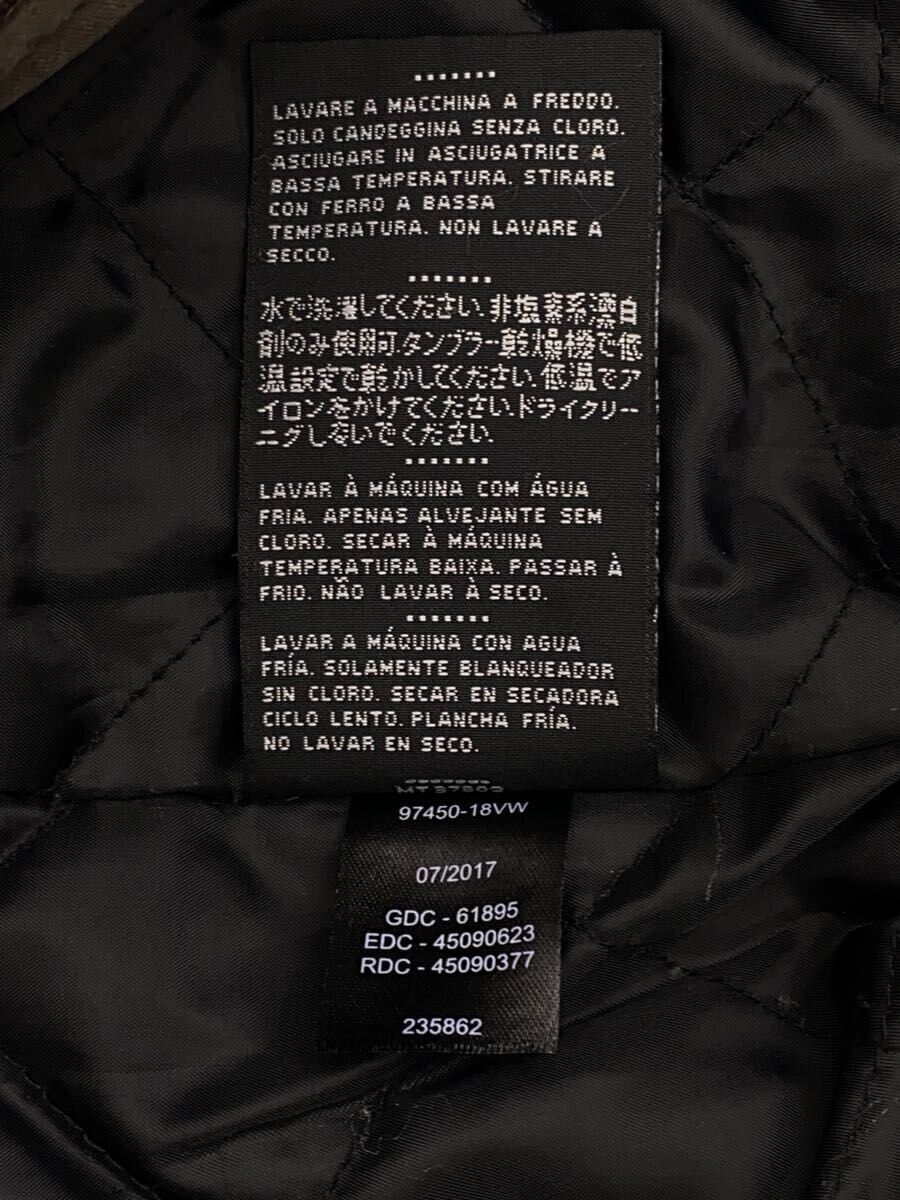 LAVARE A MACCHINA A FREDDO.
SOLO CANDEGGINA SENZA CLORO.
ASCIUGARE IN ASCIUGATRICE A
BASSA TEMPERATURA. STIRARE
CON FERRO A BASSA
TEMPERATURA. NON LAVARE A
SECCO.
水で洗濯してください.非塩素系漂白
剤のみ使用可.タンブラー乾燥機で低
温設定で乾かしてください.低温でア
イロンをかけてください.ドライクリー
ニグしないでください.
LAVAR À MÁQUINA COM ÁGUA
FRIA. APENAS ALVEJANTE SEM
CLORO. SECAR À MÁQUINA
TEMPERATURA BAIXA. PASSAR À
FRIO. NÃO LAVAR À SECO.
LAVAR A MÁQUINA CON AGUA
FRÍA. SOLAMENTE BLANQUEADOR
SIN CLORO. SECAR EN SECADORA
CICLO LENTO. PLANCHA FRÍA.
NO LAVAR EN SECO.
97450-18VW
07/2017
GDC - 61895
EDC - 45090623
RDC - 45090377
235862